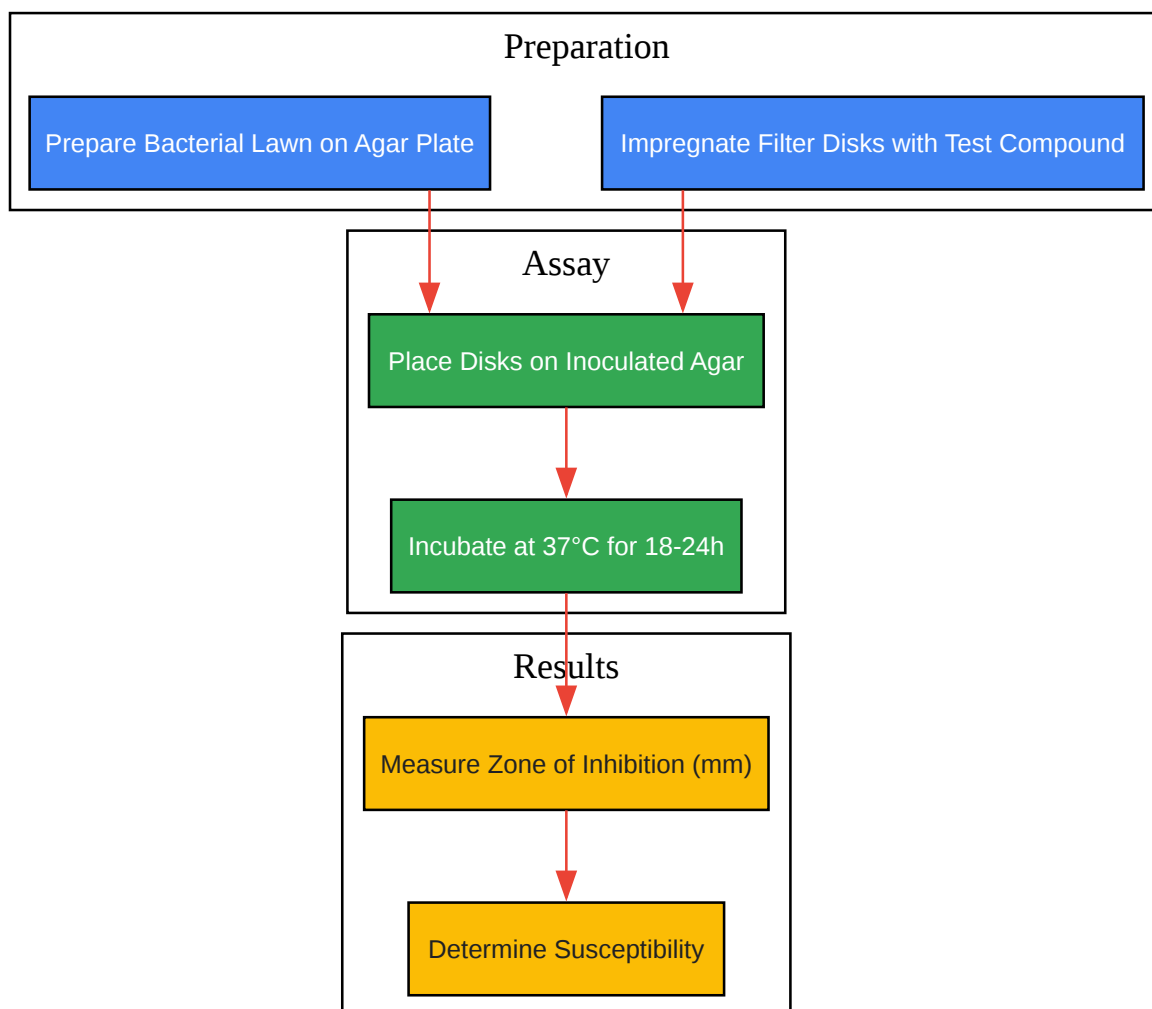 Preparation
Prepare Bacterial Lawn on Agar Plate
Impregnate Filter Disks with Test Compound
Assay
Place Disks on Inoculated Agar
Incubate at 37°C for 18-24h
Results
Measure Zone of Inhibition (mm)
Determine Susceptibility